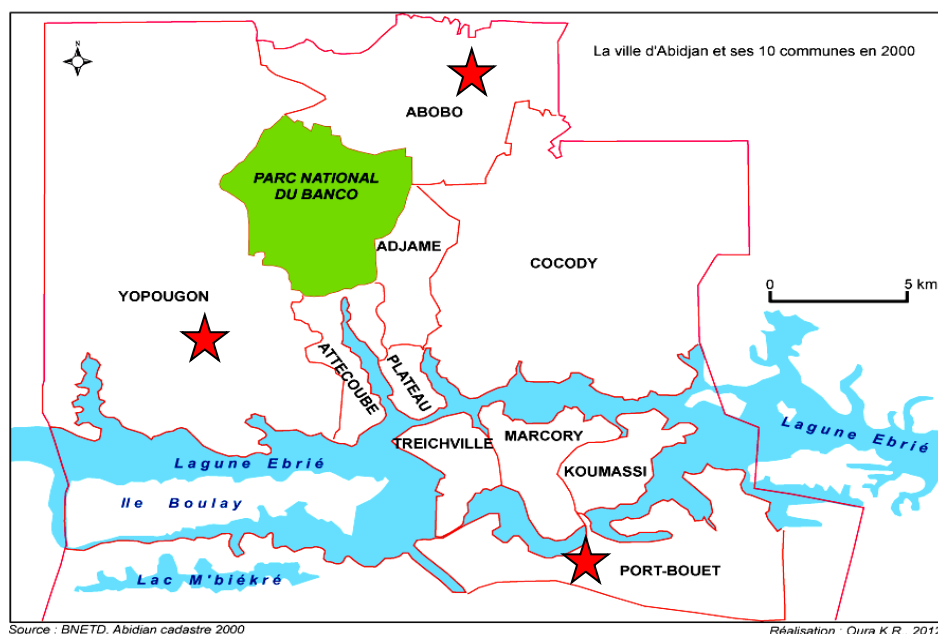 N
La ville d'Abidjan et ses 10 communes en 2000
ABOBO
PARC NATIONAL
DU BANCO
ADJAME
COCODY
YOPOUGON
0 5 km
ATTECOUBE
PLATEAU
TREICHVILLE
MARCORY
Lagune Ebrié
KOUMASSI
Lagune Ebrié
Ile Boulay
PORT-BOUET
Lac M'biékré
Source : BNETD, Abidjan cadastre 2000
Réalisation : Oura K.R., 2012